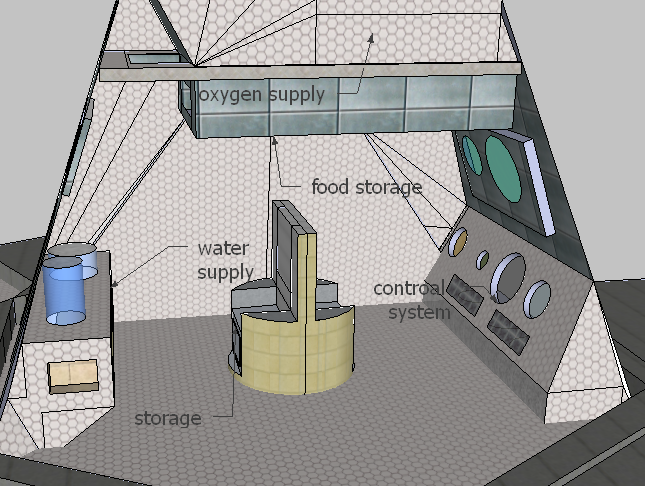 oxygen supply
food storage
water
supply
controal
system
storage